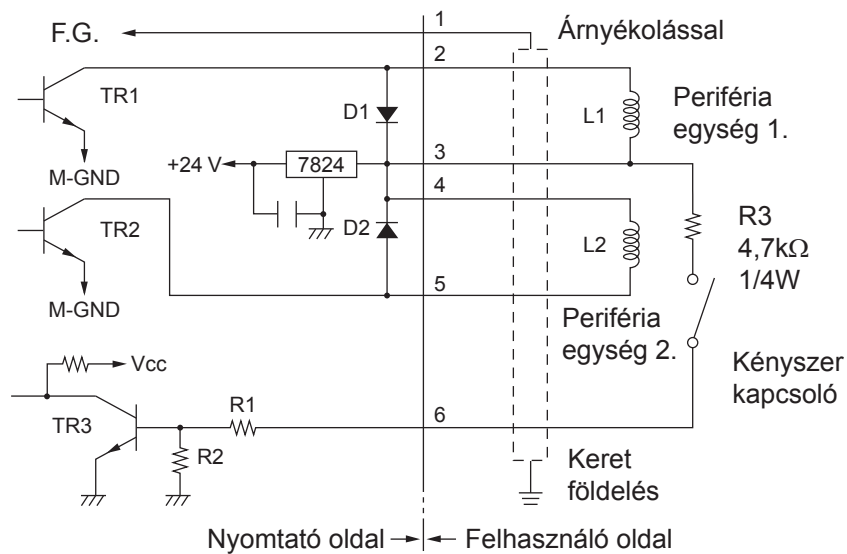 F.G.
1
Árnyékolással
2
TR1
D1
L1
Periféria
egység 1.
+24 V
7824
3
M-GND
4
TR2
D2
L2
R3
4,7kΩ
1/4W
M-GND
5
Periféria
egység 2.
Vcc
Kényszer
kapcsoló
TR3
R1
6
R2
Keret
földelés
Nyomtató oldal
Felhasználó oldal